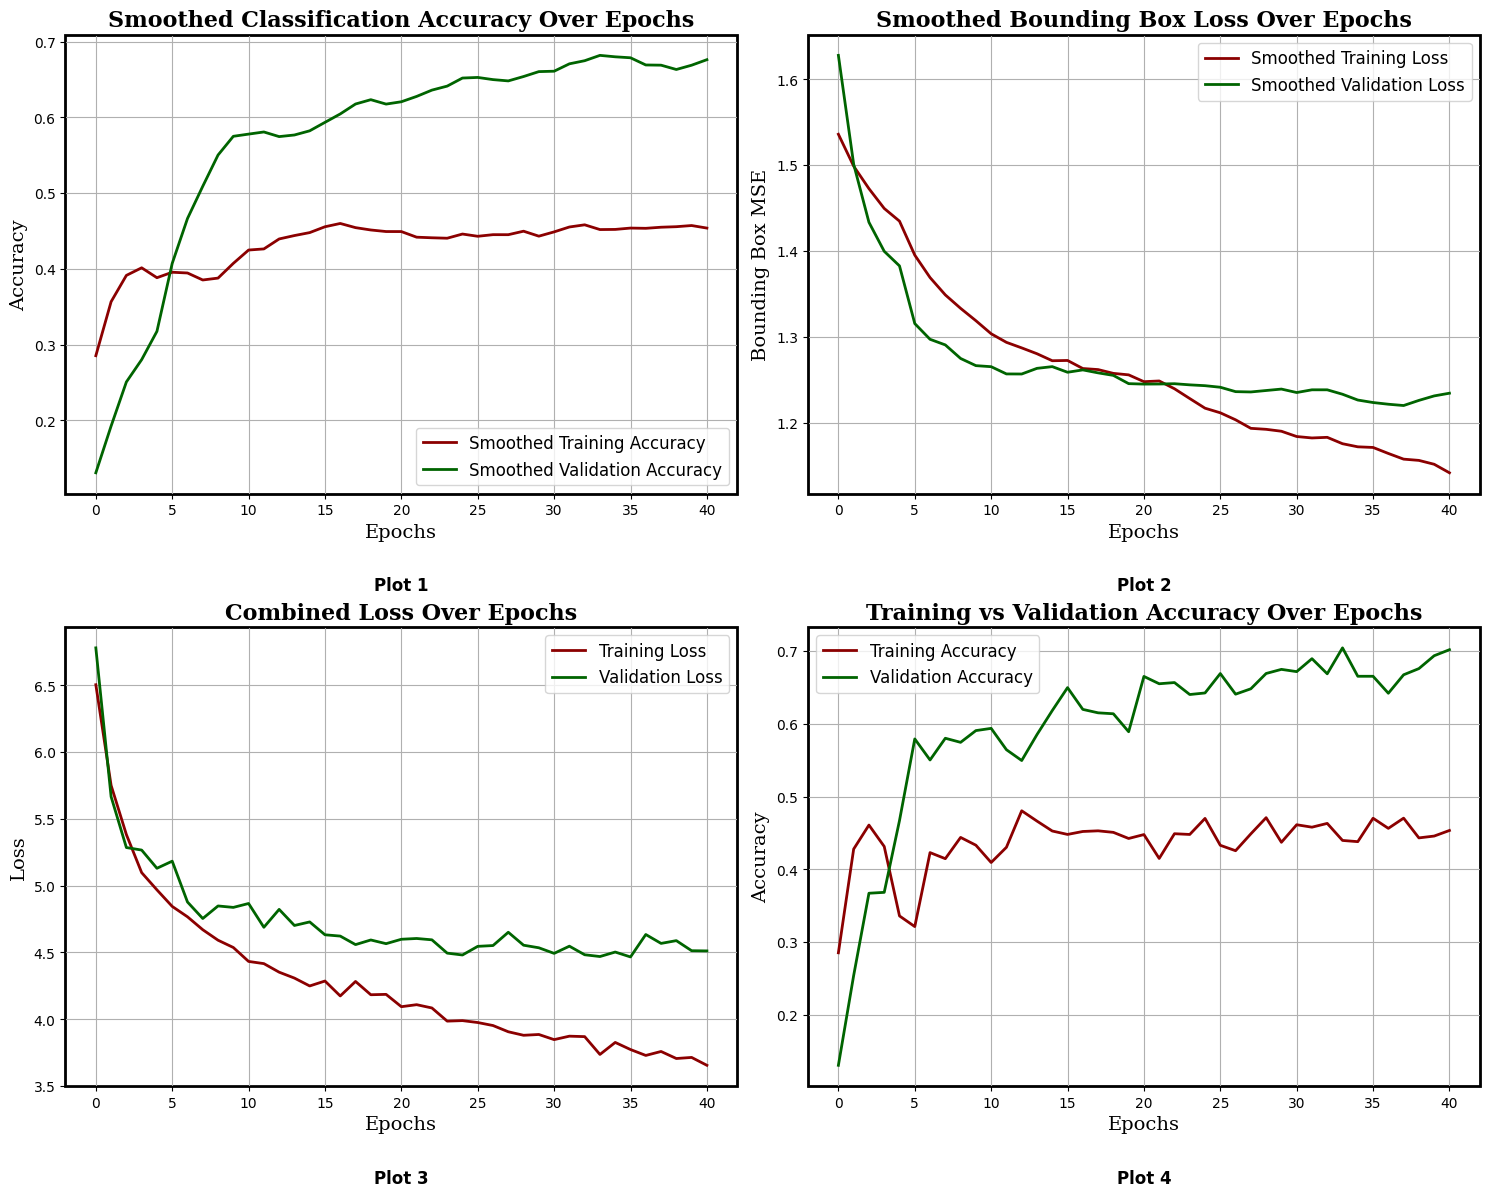 Smoothed Classification Accuracy Over Epochs
0.7
0.6
0.5
0.4
0.3
0.2
Accuracy
Smoothed Training Accuracy
Smoothed Validation Accuracy
0 5 10 15 20 25 30 35 40
Epochs
Plot 1
Smoothed Bounding Box Loss Over Epochs
1.6
1.5
1.4
1.3
1.2
Bounding Box MSE
Smoothed Training Loss
Smoothed Validation Loss
0 5 10 15 20 25 30 35 40
Epochs
Plot 2
Combined Loss Over Epochs
6.5
6.0
5.5
5.0
4.5
4.0
3.5
Loss
Training Loss
Validation Loss
0 5 10 15 20 25 30 35 40
Epochs
Plot 3
Training vs Validation Accuracy Over Epochs
0.7
0.6
0.5
0.4
0.3
0.2
Accuracy
Training Accuracy
Validation Accuracy
0 5 10 15 20 25 30 35 40
Epochs
Plot 4